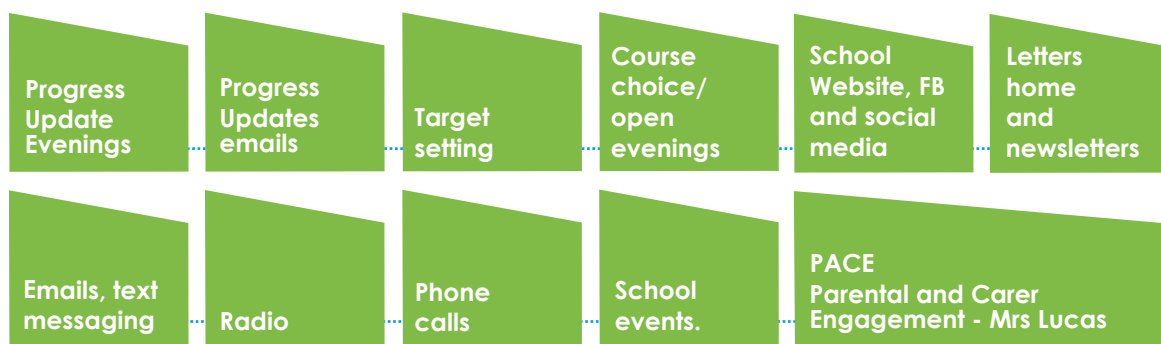 Progress
Update
Evenings
Progress
Updates
emails
Target
setting
Course
choice/
open
evenings
School
Website, FB
and social
media
Letters
home
and
newsletters
Emails, text
messaging
Radio
Phone
calls
School
events.
PACE
Parental and Carer
Engagement - Mrs Lucas